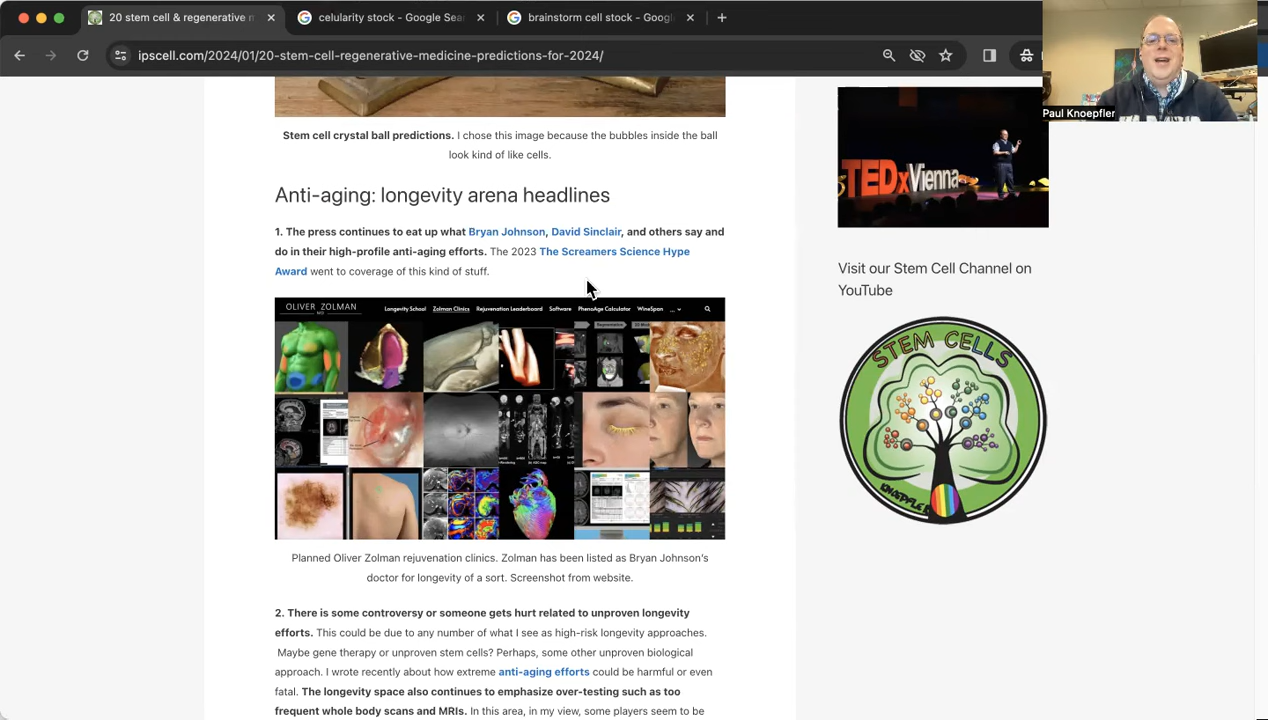 20 stem cell & regenerative m
celularity stock - Google Sea
brainstorm cell stock - Goog
ipscell.com/2024/01/20-stem-cell-regenerative-medicine-predictions-for-2024/
Paul Knoepfler
Stem cell crystal ball predictions. I chose this image because the bubbles inside the ball
look kind of like cells.
TEDxVienna
Anti-aging: longevity arena headlines
1. The press continues to eat up what Bryan Johnson, David Sinclair, and others say and
do in their high-profile anti-aging efforts. The 2023 The Screamers Science Hype
Award went to coverage of this kind of stuff.
Visit our Stem Cell Channel on
YouTube
OLIVER ZOLMAN
MD
Longevity School Zolman Clinics Rejuvenation Leaderboard Software PhenoAge Calculator WineSpan ...
STEM CELLS
Planned Oliver Zolman rejuvenation clinics. Zolman has been listed as Bryan Johnson's
doctor for longevity of a sort. Screenshot from website.
2. There is some controversy or someone gets hurt related to unproven longevity
efforts. This could be due to any number of what I see as high-risk longevity approaches.
Maybe gene therapy or unproven stem cells? Perhaps, some other unproven biological
approach. I wrote recently about how extreme anti-aging efforts could be harmful or even
fatal. The longevity space also continues to emphasize over-testing such as too
frequent whole body scans and MRIs. In this area, in my view, some players seem to be